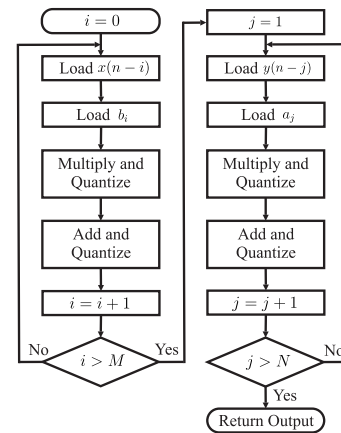 i = 0
Load x(n − i)
Load b_i
Multiply and
Quantize
Add and
Quantize
i = i + 1
i > M
No
Yes
j = 1
Load y(n − j)
Load a_j
Multiply and
Quantize
Add and
Quantize
j = j + 1
j > N
No
Yes
Return Output